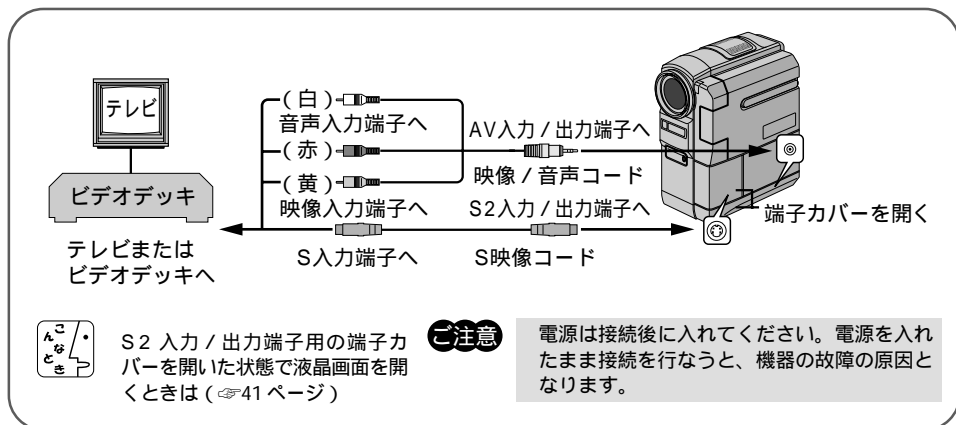 テレビ
ビデオデッキ
テレビまたは
ビデオデッキへ
(白)
音声入力端子へ
(赤)
(黄)
映像入力端子へ
S入力端子へ
AV入力/出力端子へ
映像/音声コード
S2入力/出力端子へ
S映像コード
端子カバーを開く
こんなとき
S2 入力/出力端子用の端子カ
バーを開いた状態で液晶画面を開
くときは(☞41 ページ)
ご注意
電源は接続後に入れてください。電源を入れ
たまま接続を行なうと、機器の故障の原因と
なります。